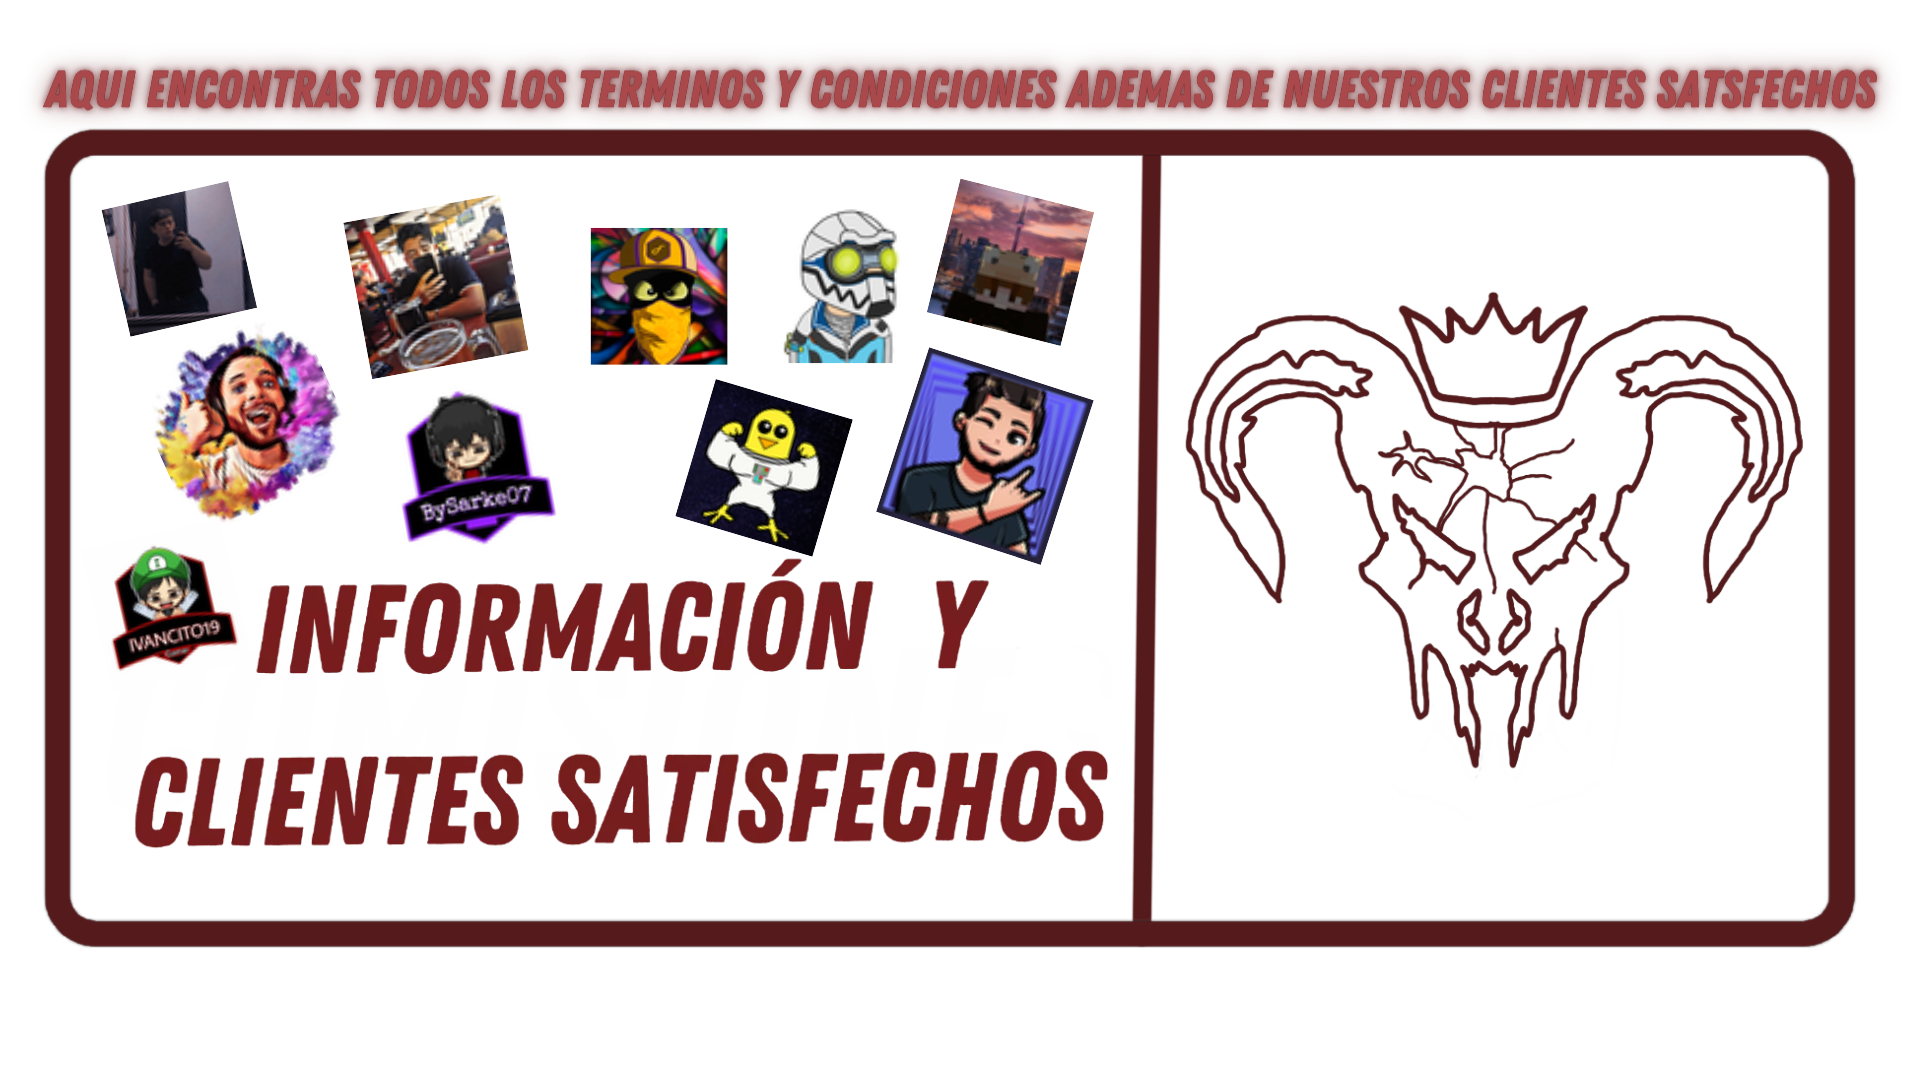 AQUI ENCONTRAS TODOS LOS TERMINOS Y CONDICIONES ADEMAS DE NUESTROS CLIENTES SATSFECHOS
BySarke07
IVANCITO19
INFORMACIÓN Y
CLIENTES SATISFECHOS